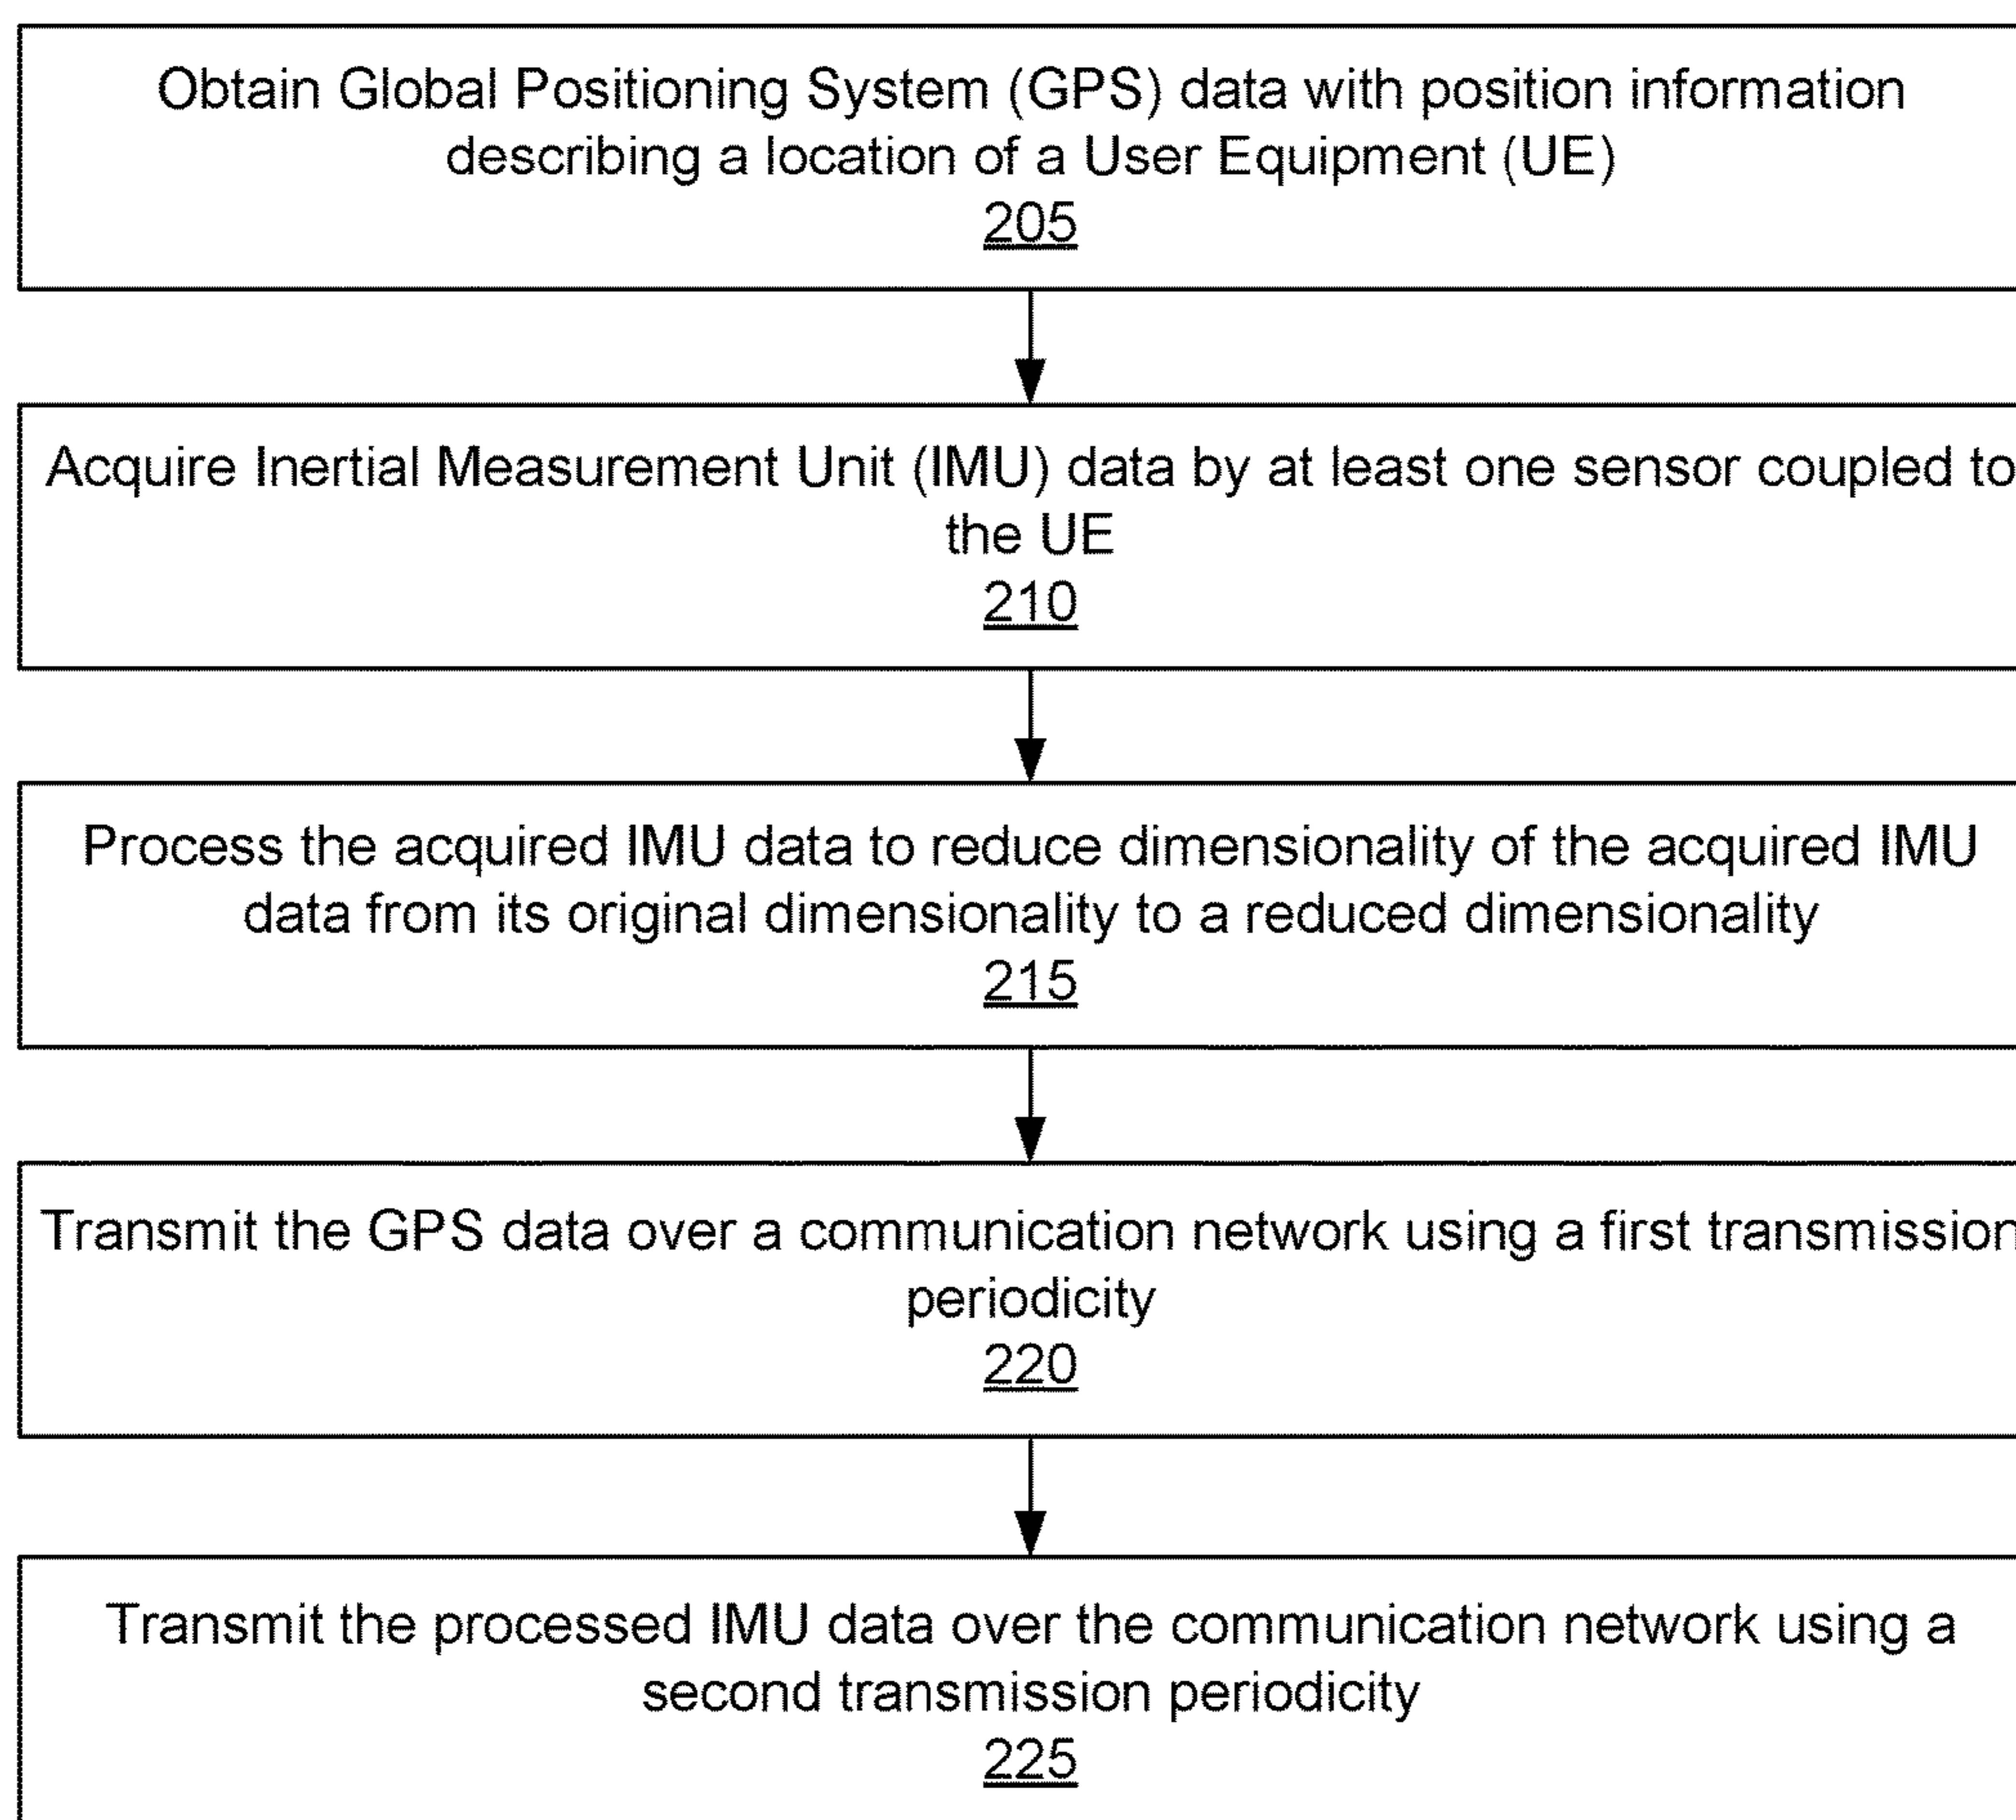 Obtain Global Positioning System (GPS) data with position information
describing a location of a User Equipment (UE)
205
Acquire Inertial Measurement Unit (IMU) data by at least one sensor coupled to
the UE
210
Process the acquired IMU data to reduce dimensionality of the acquired IMU
data from its original dimensionality to a reduced dimensionality
215
Transmit the GPS data over a communication network using a first transmission
periodicity
220
Transmit the processed IMU data over the communication network using a
second transmission periodicity
225